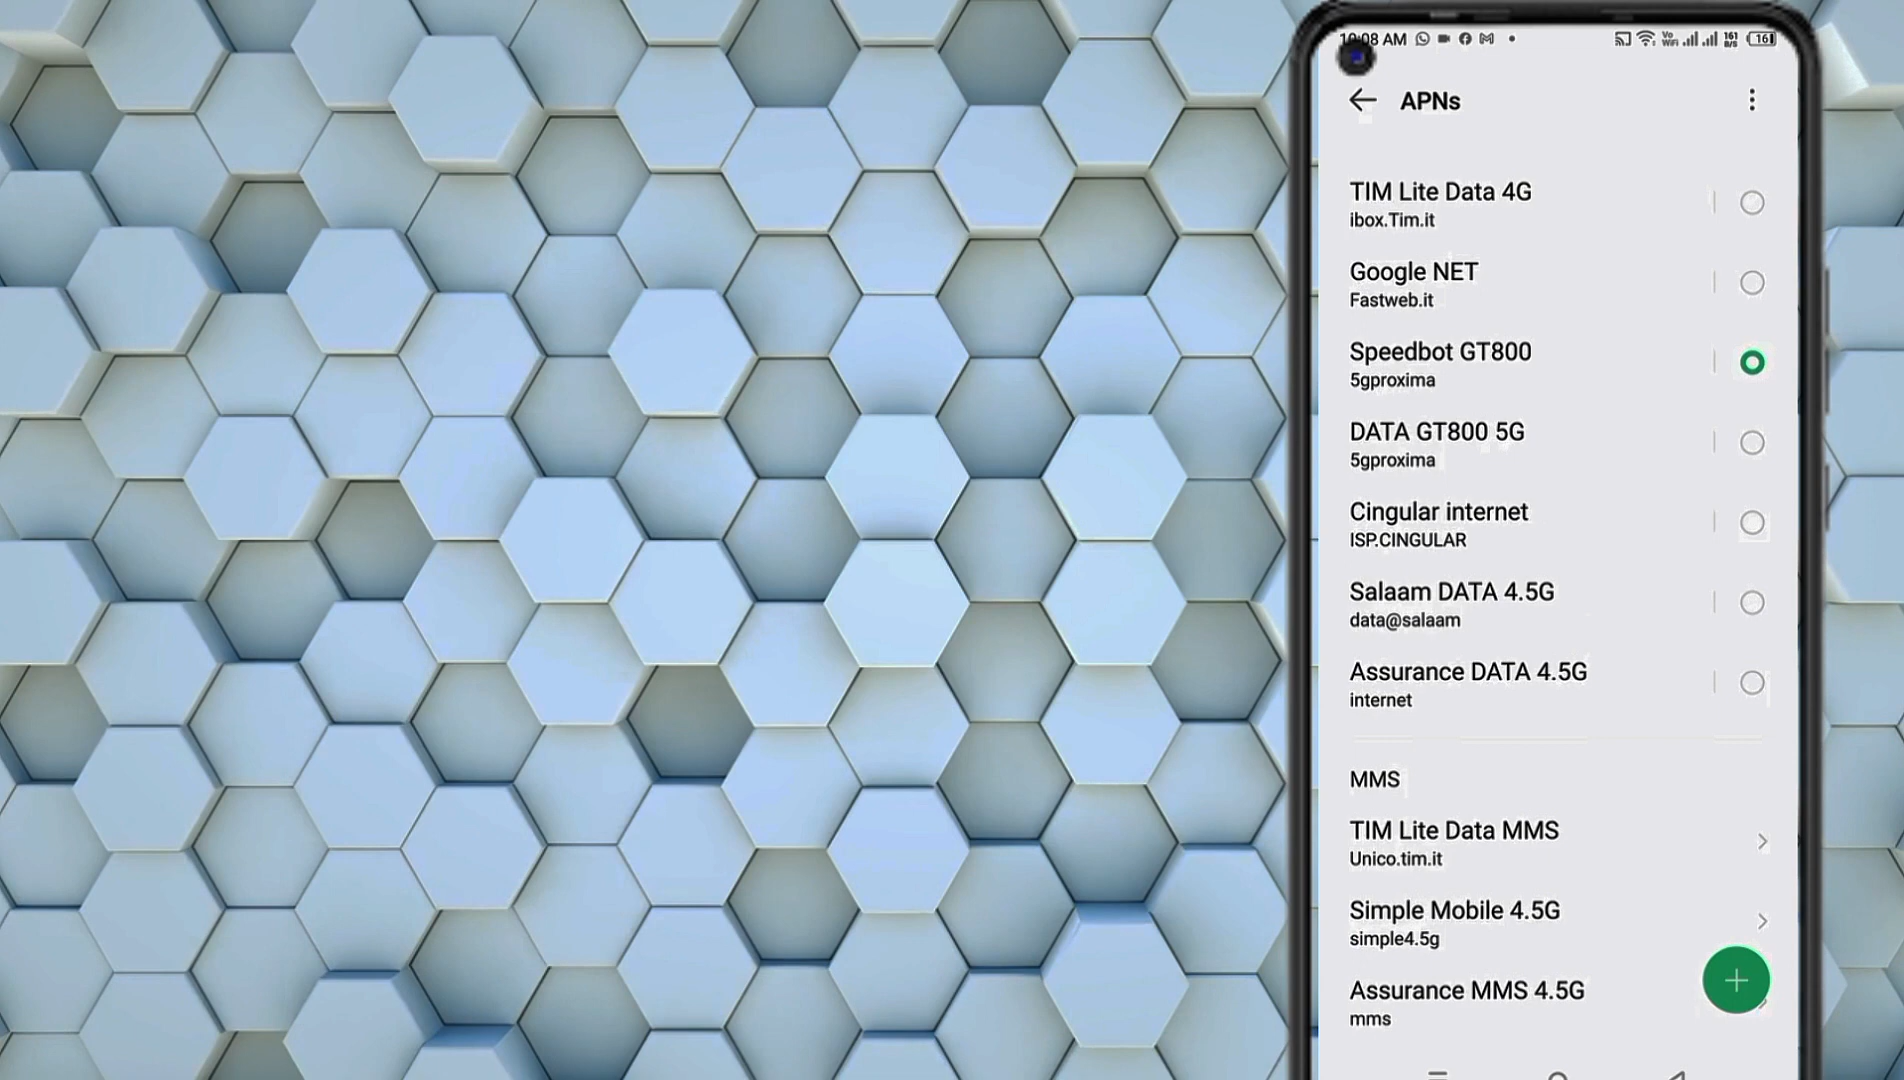 10:08 AM
161 B/S 16
APNs
TIM Lite Data 4G
ibox.Tim.it
Google NET
Fastweb.it
Speedbot GT800
5gproxima
DATA GT800 5G
5gproxima
Cingular internet
ISP.CINGULAR
Salaam DATA 4.5G
data@salaam
Assurance DATA 4.5G
internet
MMS
TIM Lite Data MMS
Unico.tim.it
Simple Mobile 4.5G
simple4.5g
Assurance MMS 4.5G
mms